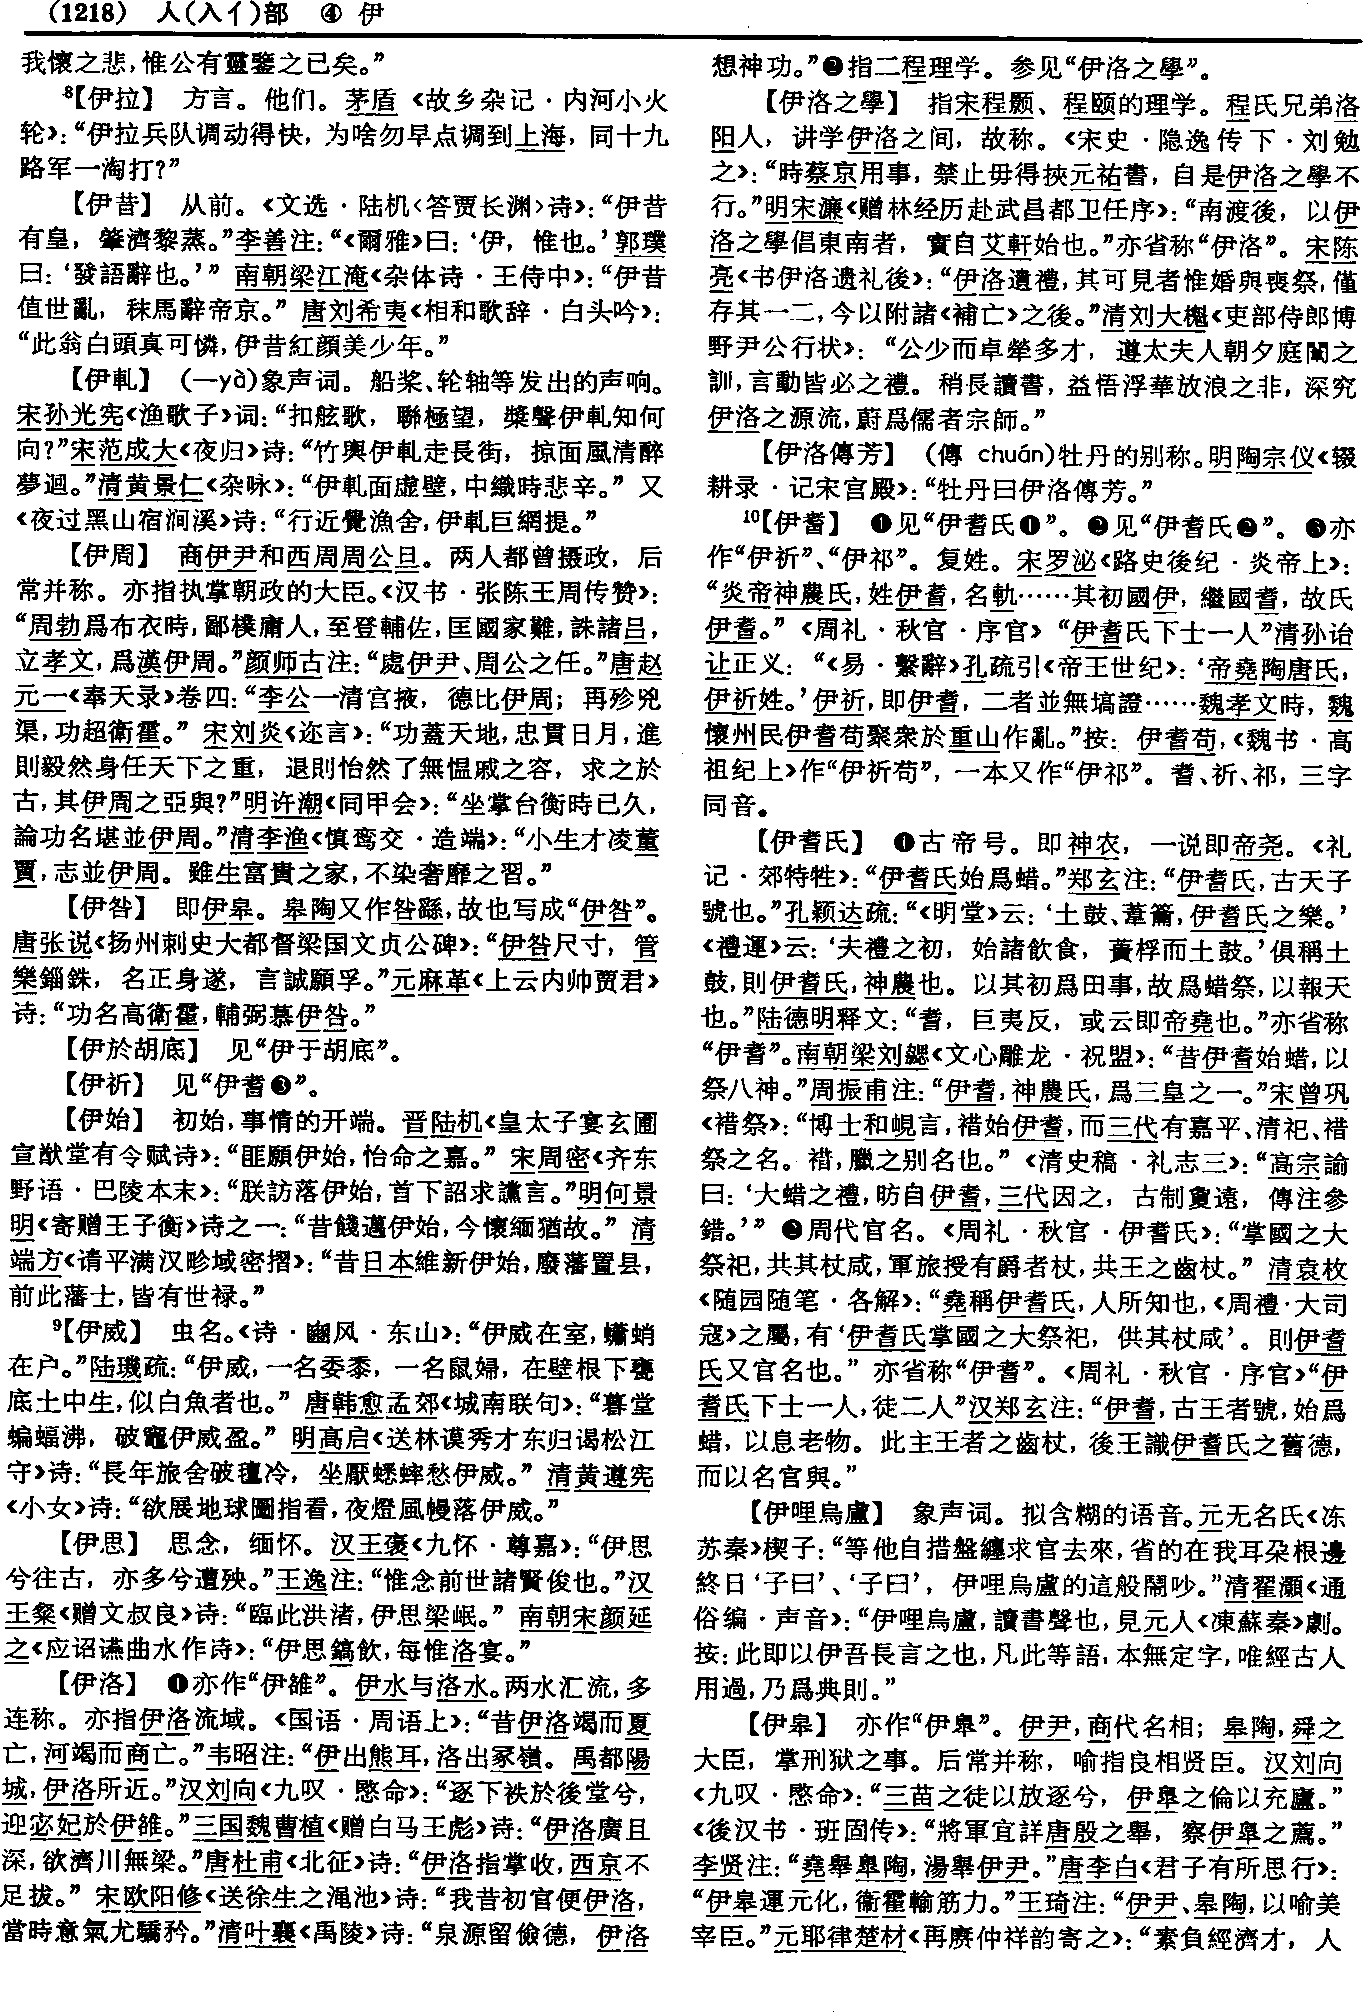 (1218) 人(入亻)部 ④ 伊
我懷之悲，惟公有靈鑒之已矣。”
⁸【伊拉】 方言。他们。茅盾《故乡杂记·内河小火
轮》：“伊拉兵队调动得快，为啥勿早点调到上海，同十九
路军一淘打？”
【伊昔】 从前。《文选·陆机〈答贾长渊〉诗》：“伊昔
有皇，肇濟黎蒸。”李善注：“《爾雅》曰：‘伊，惟也。’郭璞
曰：‘發語辭也。’” 南朝梁江淹《杂体诗·王侍中》：“伊昔
值世亂，秣馬辭帝京。” 唐刘希夷《相和歌辞·白头吟》：
“此翁白頭真可憐，伊昔紅顔美少年。”
【伊軋】 (—yà)象声词。船桨、轮轴等发出的声响。
宋孙光宪《渔歌子》词：“扣舷歌，聯極望，槳聲伊軋知何
向？”宋范成大《夜归》诗：“竹輿伊軋走長街，掠面風清醉
夢迴。”清黄景仁《杂咏》：“伊軋面虚壁，中織時悲辛。” 又
《夜过黑山宿涧溪》诗：“行近覺漁舍，伊軋巨網提。”
【伊周】 商伊尹和西周周公旦。两人都曾摄政，后
常并称。亦指执掌朝政的大臣。《汉书·张陈王周传赞》：
“周勃爲布衣時，鄙樸庸人，至登輔佐，匡國家難，誅諸吕，
立孝文，爲漢伊周。”颜师古注：“處伊尹、周公之任。”唐赵
元一《奉天录》卷四：“李公一清宫掖，德比伊周；再殄兇
渠，功超衛霍。” 宋刘炎《迩言》：“功蓋天地，忠貫日月，進
則毅然身任天下之重，退則怡然了無愠戚之容，求之於
古，其伊周之亞與？”明许潮《同甲会》：“坐掌台衡時已久，
論功名堪並伊周。”清李渔《慎鸾交·造端》：“小生才凌董
賈，志並伊周。雖生富貴之家，不染奢靡之習。”
【伊咎】 即伊皋。皋陶又作咎繇，故也写成“伊咎”。
唐张说《扬州刺史大都督梁国文贞公碑》：“伊咎尺寸，管
樂錙銖，名正身遂，言誠願孚。”元麻革《上云内帅贾君》
诗：“功名高衛霍，輔弼慕伊咎。”
【伊於胡底】 见“伊于胡底”。
【伊祈】 见“伊耆❸”。
【伊始】 初始，事情的开端。晋陆机《皇太子宴玄圃
宣猷堂有令赋诗》：“匪願伊始，怡命之嘉。” 宋周密《齐东
野语·巴陵本末》：“朕訪落伊始，首下詔求讜言。”明何景
明《寄赠王子衡》诗之一：“昔餞邁伊始，今懷緬猶故。” 清
端方《请平满汉畛域密摺》：“昔日本維新伊始，廢藩置县，
前此藩士，皆有世禄。”
⁹【伊威】 虫名。《诗·豳风·东山》：“伊威在室，蠨蛸
在户。”陆璣疏：“伊威，一名委黍，一名鼠婦，在壁根下甕
底土中生，似白魚者也。” 唐韩愈孟郊《城南联句》：“暮堂
蝙蝠沸，破竈伊威盈。” 明高启《送林谟秀才东归谒松江
守》诗：“長年旅舍破氊冷，坐厭蟋蟀愁伊威。” 清黄遵宪
《小女》诗：“欲展地球圖指看，夜燈風幔落伊威。”
【伊思】 思念，缅怀。汉王褒《九怀·尊嘉》：“伊思
兮往古，亦多兮遭殃。”王逸注：“惟念前世諸賢俊也。”汉
王粲《赠文叔良》诗：“臨此洪渚，伊思梁岷。” 南朝宋颜延
之《应诏讌曲水作诗》：“伊思鎬飲，每惟洛宴。”
【伊洛】 ❶亦作“伊雒”。伊水与洛水。两水汇流，多
连称。亦指伊洛流域。《国语·周语上》：“昔伊洛竭而夏
亡，河竭而商亡。”韦昭注：“伊出熊耳，洛出冢嶺。禹都陽
城，伊洛所近。”汉刘向《九叹·愍命》：“逐下袟於後堂兮，
迎宓妃於伊雒。”三国魏曹植《赠白马王彪》诗：“伊洛廣且
深，欲濟川無梁。”唐杜甫《北征》诗：“伊洛指掌收，西京不
足拔。” 宋欧阳修《送徐生之渑池》诗：“我昔初官便伊洛，
當時意氣尤驕矜。”清叶襄《禹陵》诗：“泉源留儉德，伊洛
想神功。”❷指二程理学。参见“伊洛之學”。
【伊洛之學】 指宋程颢、程颐的理学。程氏兄弟洛
阳人，讲学伊洛之间，故称。《宋史·隐逸传下·刘勉
之》：“時蔡京用事，禁止毋得挾元祐書，自是伊洛之學不
行。”明宋濂《赠林经历赴武昌都卫任序》：“南渡後，以伊
洛之學倡東南者，實自艾軒始也。”亦省称“伊洛”。宋陈
亮《书伊洛遗礼後》：“伊洛遺禮，其可見者惟婚與喪祭，僅
存其一二，今以附諸《補亡》之後。”清刘大櫆《吏部侍郎博
野尹公行状》：“公少而卓犖多才，遵太夫人朝夕庭闈之
訓，言動皆必之禮。稍長讀書，益悟浮華放浪之非，深究
伊洛之源流，蔚爲儒者宗師。”
【伊洛傳芳】 (傳 chuán)牡丹的别称。明陶宗仪《辍
耕录·记宋宫殿》：“牡丹曰伊洛傳芳。”
¹⁰【伊耆】 ❶见“伊耆氏❶”。❷见“伊耆氏❷”。❸亦
作“伊祈”、“伊祁”。复姓。宋罗泌《路史後纪·炎帝上》：
“炎帝神農氏，姓伊耆，名軌……其初國伊，繼國耆，故氏
伊耆。”《周礼·秋官·序官》“伊耆氏下士一人”清孙诒
让正义：“《易·繫辭》孔疏引《帝王世纪》：‘帝堯陶唐氏，
伊祈姓。’伊祈，即伊耆，二者並無塙證……魏孝文時，魏
懷州民伊耆苟聚衆於重山作亂。”按：伊耆苟，《魏书·高
祖纪上》作“伊祈苟”，一本又作“伊祁”。耆、祈、祁，三字
同音。
【伊耆氏】 ❶古帝号。即神农，一说即帝尧。《礼
记·郊特牲》：“伊耆氏始爲蜡。”郑玄注：“伊耆氏，古天子
號也。”孔颖达疏：“《明堂》云：‘土鼓、葦籥，伊耆氏之樂。’
《禮運》云：‘夫禮之初，始諸飲食，蕢桴而土鼓。’俱稱土
鼓，則伊耆氏，神農也。以其初爲田事，故爲蜡祭，以報天
也。”陆德明释文：“耆，巨夷反，或云即帝堯也。”亦省称
“伊耆”。南朝梁刘勰《文心雕龙·祝盟》：“昔伊耆始蜡，以
祭八神。”周振甫注：“伊耆，神農氏，爲三皇之一。”宋曾巩
《䄍祭》：“博士和峴言，䄍始伊耆，而三代有嘉平、清祀、䄍
祭之名。䄍，臘之别名也。”《清史稿·礼志三》：“高宗諭
曰：‘大蜡之禮，昉自伊耆，三代因之，古制夐遠，傳注參
錯。’” ❷周代官名。《周礼·秋官·伊耆氏》：“掌國之大
祭祀，共其杖咸，軍旅授有爵者杖，共王之齒杖。” 清袁枚
《随园随笔·各解》：“堯稱伊耆氏，人所知也，《周禮·大司
寇》之屬，有‘伊耆氏掌國之大祭祀，供其杖咸’。則伊耆
氏又官名也。” 亦省称“伊耆”。《周礼·秋官·序官》“伊
耆氏下士一人，徒二人”汉郑玄注：“伊耆，古王者號，始爲
蜡，以息老物。此主王者之齒杖，後王識伊耆氏之舊德，
而以名官與。”
【伊哩烏盧】 象声词。拟含糊的语音。元无名氏《冻
苏秦》楔子：“等他自措盤纏求官去來，省的在我耳朵根邊
終日‘子曰’、‘子曰’，伊哩烏盧的這般鬧吵。”清翟灝《通
俗编·声音》：“伊哩烏盧，讀書聲也，見元人《凍蘇秦》劇。
按：此即以伊吾長言之也，凡此等語，本無定字，唯經古人
用過，乃爲典則。”
【伊皋】 亦作“伊臯”。伊尹，商代名相；皋陶，舜之
大臣，掌刑狱之事。后常并称，喻指良相贤臣。汉刘向
《九叹·愍命》：“三苗之徒以放逐兮，伊臯之倫以充廬。”
《後汉书·班固传》：“將軍宜詳唐殷之舉，察伊臯之薦。”
李贤注：“堯舉臯陶，湯舉伊尹。”唐李白《君子有所思行》：
“伊皋運元化，衞霍輸筋力。”王琦注：“伊尹、皋陶，以喻美
宰臣。”元耶律楚材《再赓仲祥韵寄之》：“素負經濟才，人